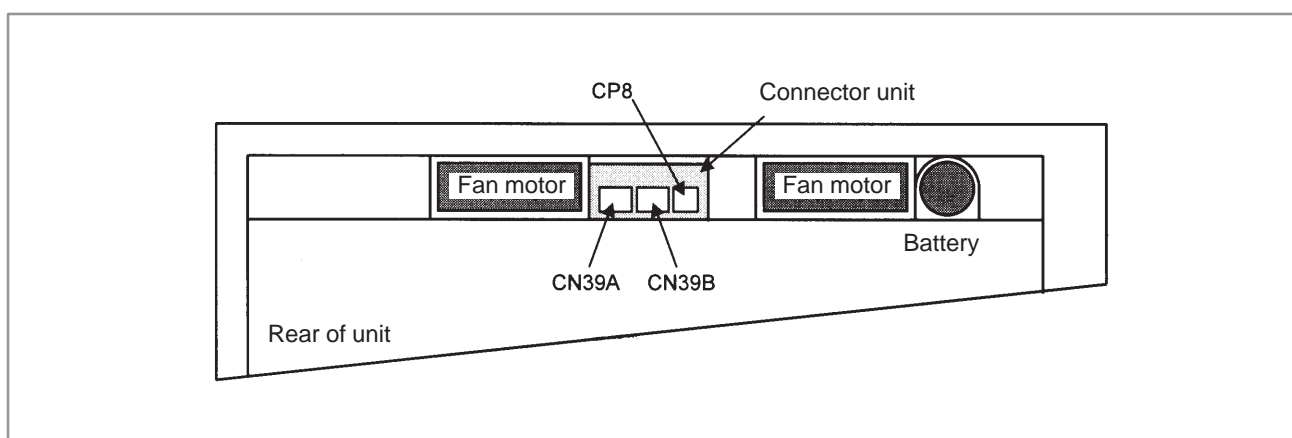 CP8
Connector unit
Fan motor
Fan motor
Battery
CN39A
CN39B
Rear of unit